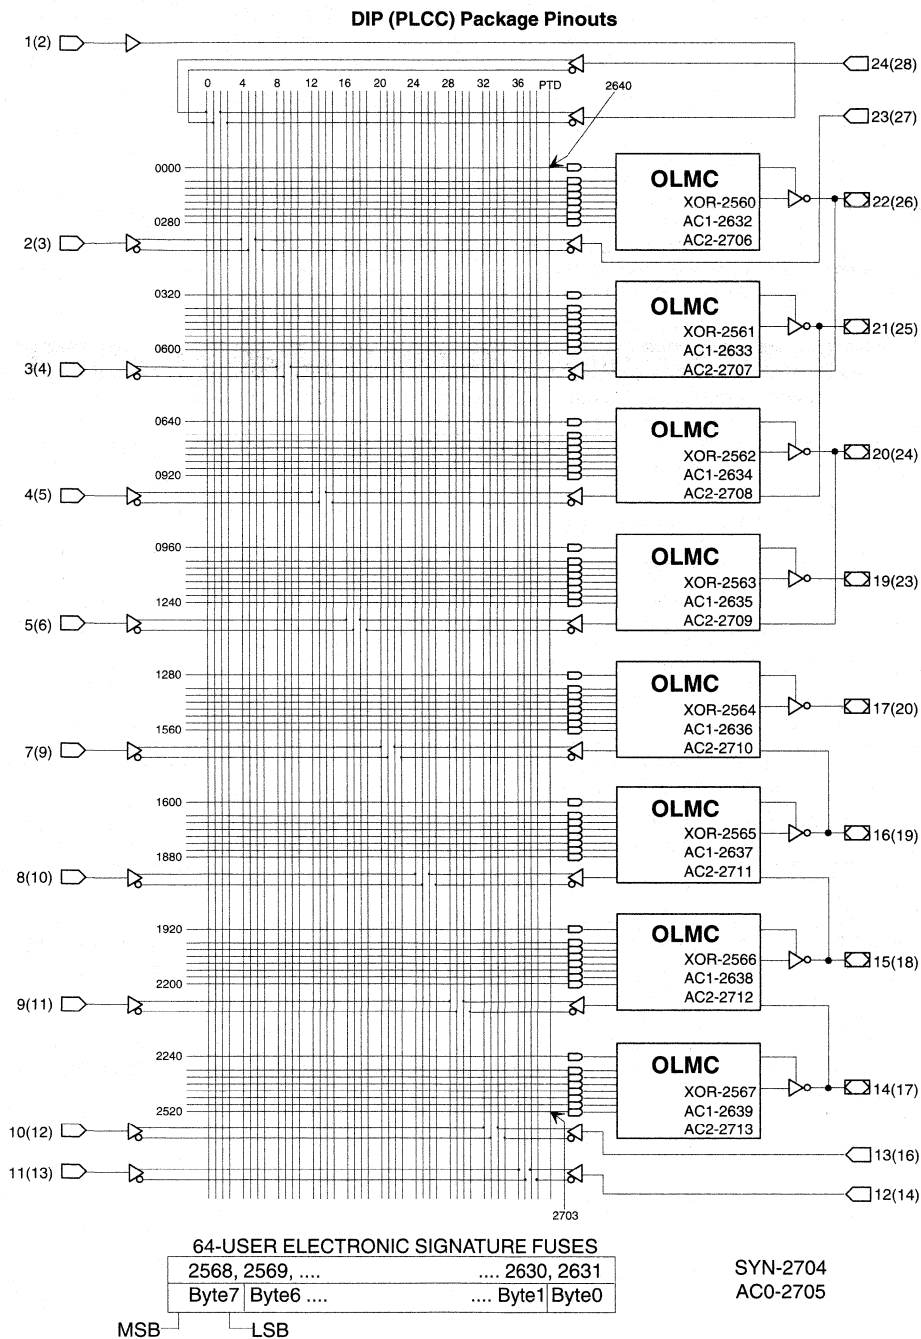 DIP (PLCC) Package Pinouts
1(2)
24(28)
0 4 8 12 16 20 24 28 32 36 PTD
2640
23(27)
0000
OLMC
XOR-2560
AC1-2632
AC2-2706
22(26)
0280
2(3)
0320
OLMC
XOR-2561
AC1-2633
AC2-2707
21(25)
0600
3(4)
0640
OLMC
XOR-2562
AC1-2634
AC2-2708
20(24)
0920
4(5)
0960
OLMC
XOR-2563
AC1-2635
AC2-2709
19(23)
1240
5(6)
1280
OLMC
XOR-2564
AC1-2636
AC2-2710
17(20)
1560
7(9)
1600
OLMC
XOR-2565
AC1-2637
AC2-2711
16(19)
1880
8(10)
1920
OLMC
XOR-2566
AC1-2638
AC2-2712
15(18)
2200
9(11)
2240
OLMC
XOR-2567
AC1-2639
AC2-2713
14(17)
2520
10(12)
13(16)
11(13)
12(14)
2703
64-USER ELECTRONIC SIGNATURE FUSES
2568, 2569, .... .... 2630, 2631
Byte7 Byte6 .... .... Byte1 Byte0
MSB LSB
SYN-2704
AC0-2705